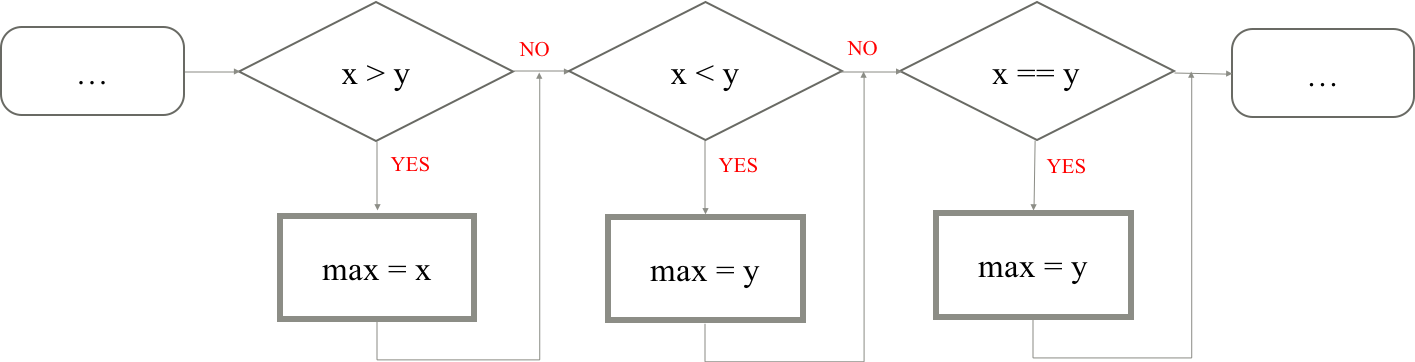 …
x > y
NO
x < y
NO
x == y
…
YES
YES
YES
max = x
max = y
max = y